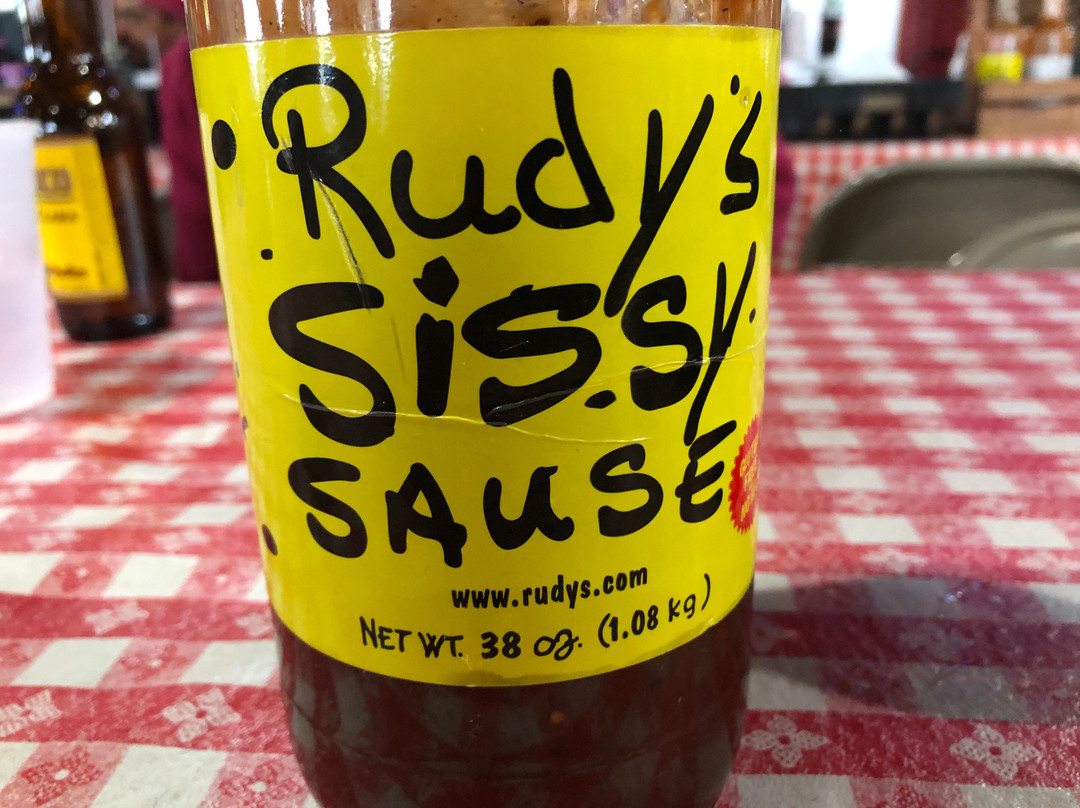 Rudy's
Sissy
SAUSE
www.rudys.com
NET WT. 38 oz. (1.08 kg)